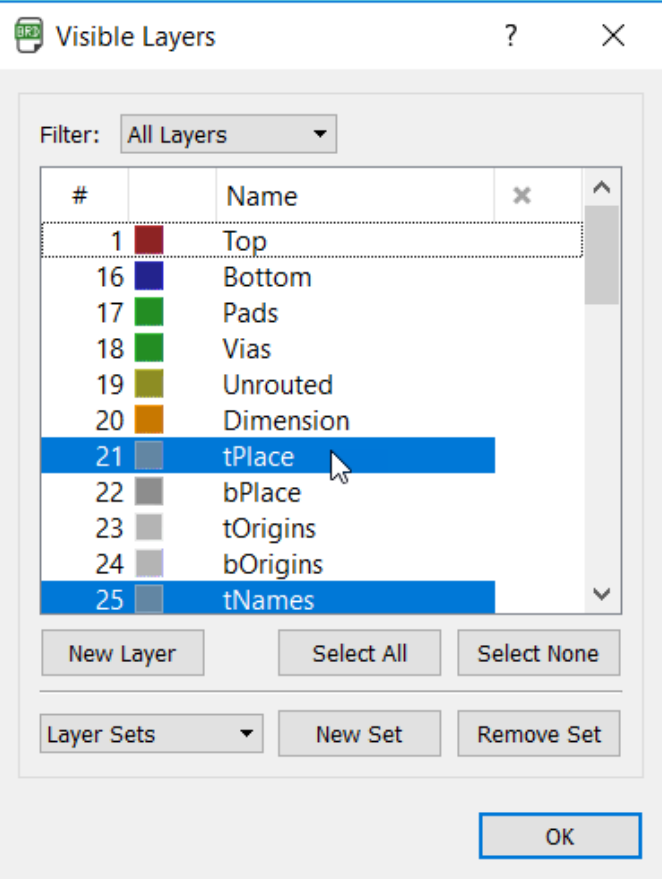 BRD Visible Layers ?
Filter: All Layers
# Name
1 Top
16 Bottom
17 Pads
18 Vias
19 Unrouted
20 Dimension
21 tPlace
22 bPlace
23 tOrigins
24 bOrigins
25 tNames
New Layer Select All Select None
Layer Sets New Set Remove Set
OK